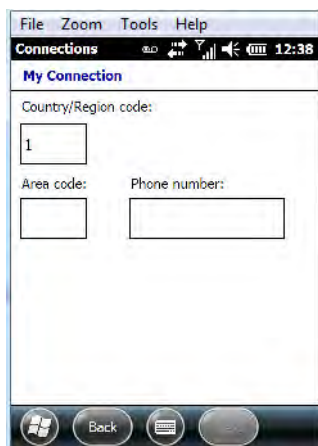 File Zoom Tools Help
Connections 12:38
My Connection
Country/Region code:
1
Area code: Phone number:
Back